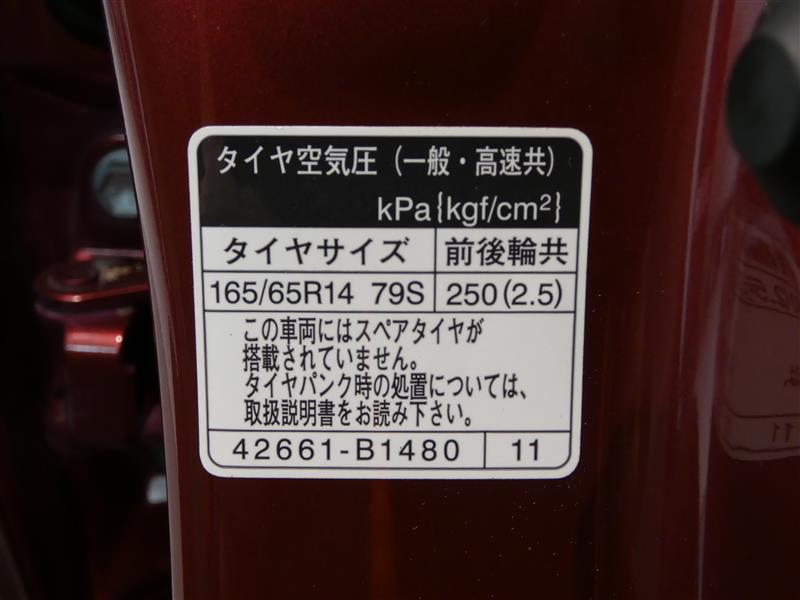 タイヤ空気圧 (一般・高速共)
kPa{kgf/cm²}
タイヤサイズ 前後輪共
165/65R14 79S 250(2.5)
この車両にはスペアタイヤが
搭載されていません。
タイヤパンク時の処置については、
取扱説明書をお読み下さい。
42661-B1480 11